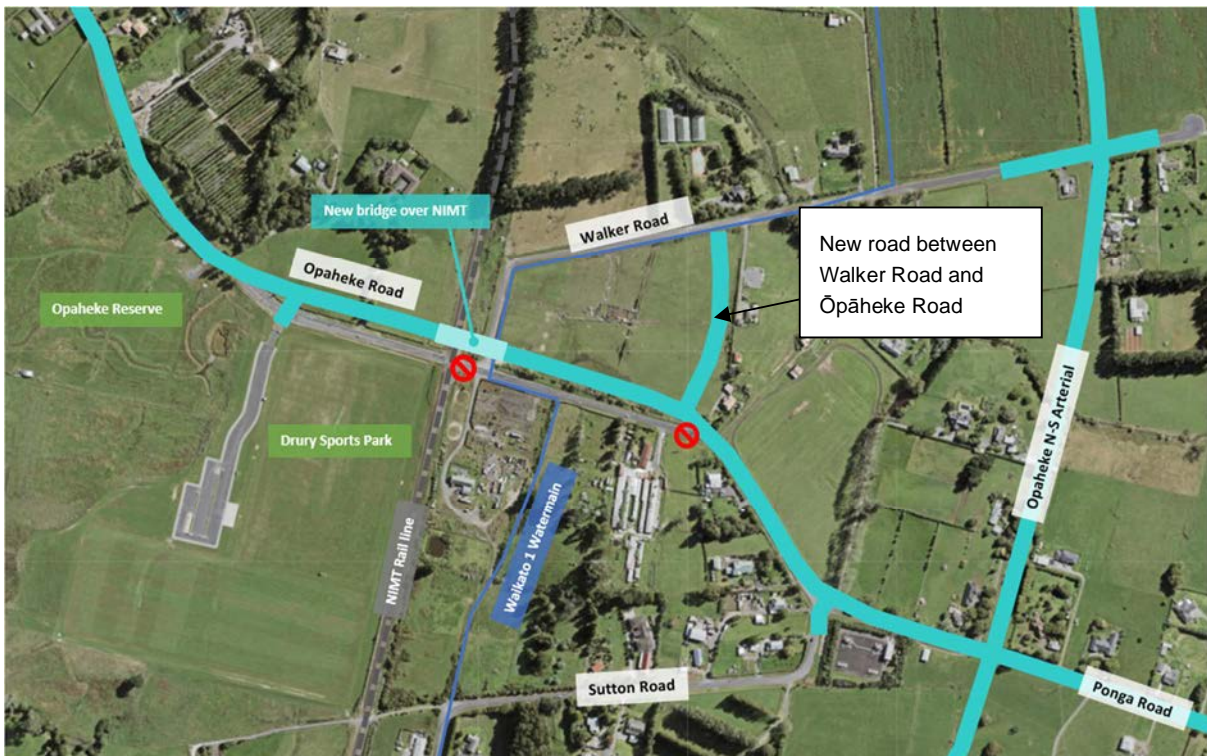 New bridge over NIMT
Walker Road
New road between
Walker Road and
Ōpāheke Road
Opaheke Road
Opaheke Reserve
Drury Sports Park
NIMT Rail line
Waikato 1 Watermain
Opaheke N-S Arterial
Sutton Road
Ponga Road